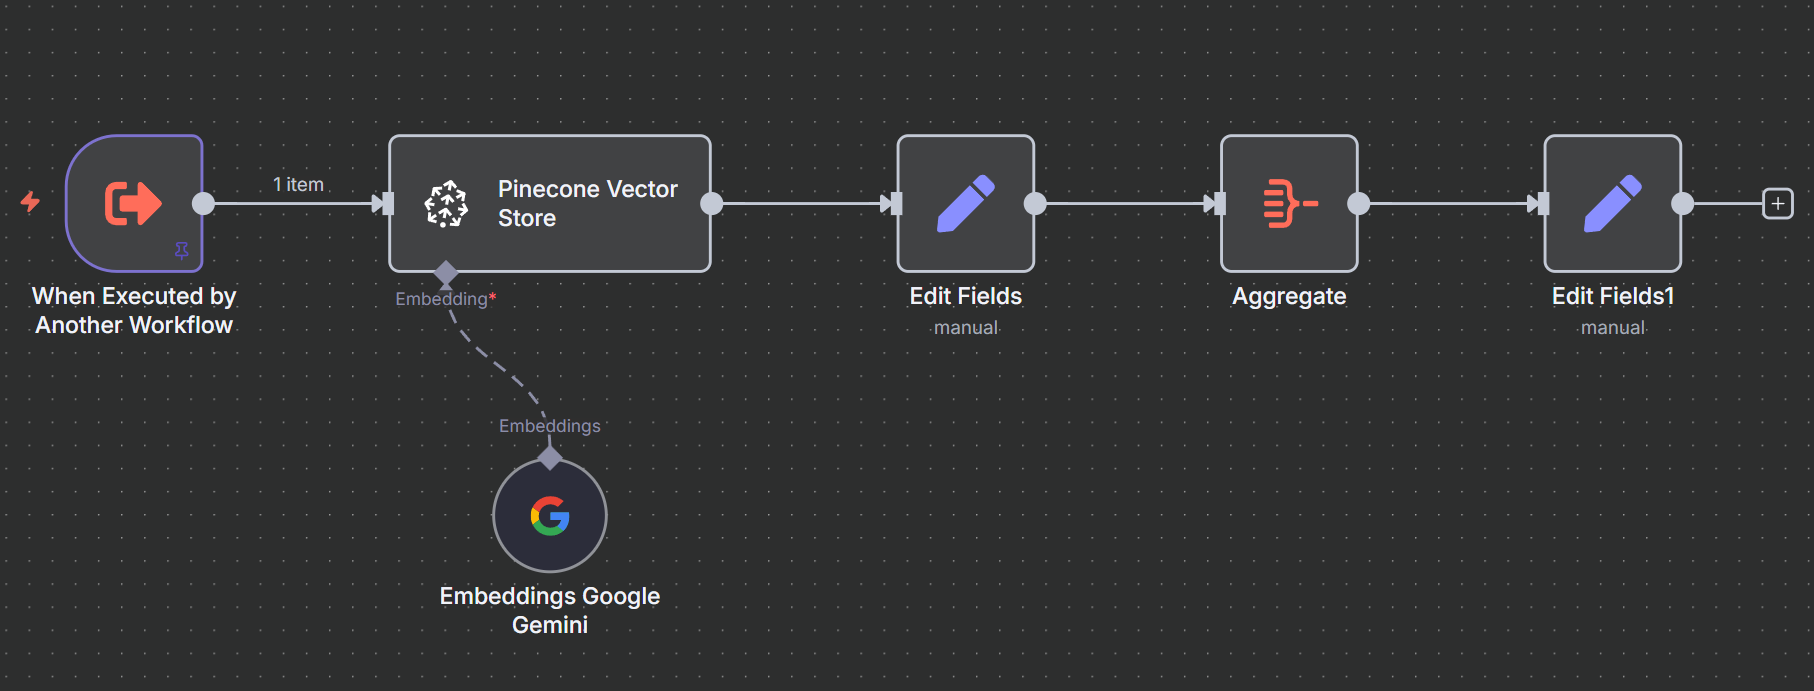 When Executed by
Another Workflow
1 item
Pinecone Vector
Store
Embedding*
Embeddings
Embeddings Google
Gemini
Edit Fields
manual
Aggregate
Edit Fields1
manual